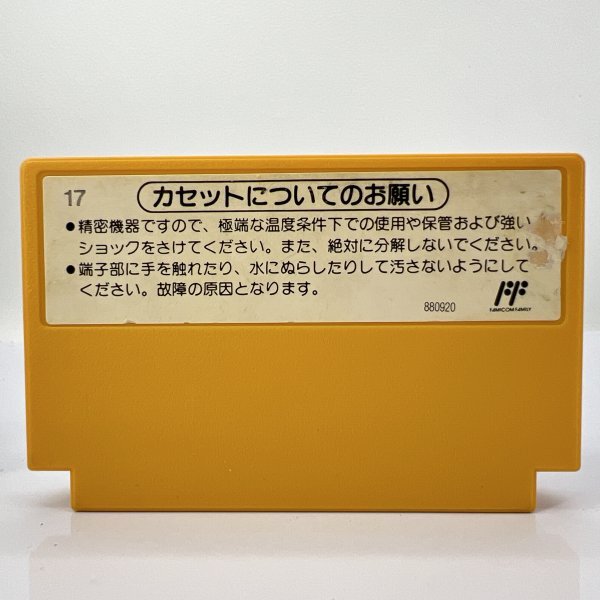 17
カセットについてのお願い
●精密機器ですので、極端な温度条件下での使用や保管および強い
ショックをさけてください。また、絶対に分解しないでください。
●端子部に手を触れたり、水にぬらしたりして汚さないようにして
ください。故障の原因となります。
880920
FAMICOM FAMILY